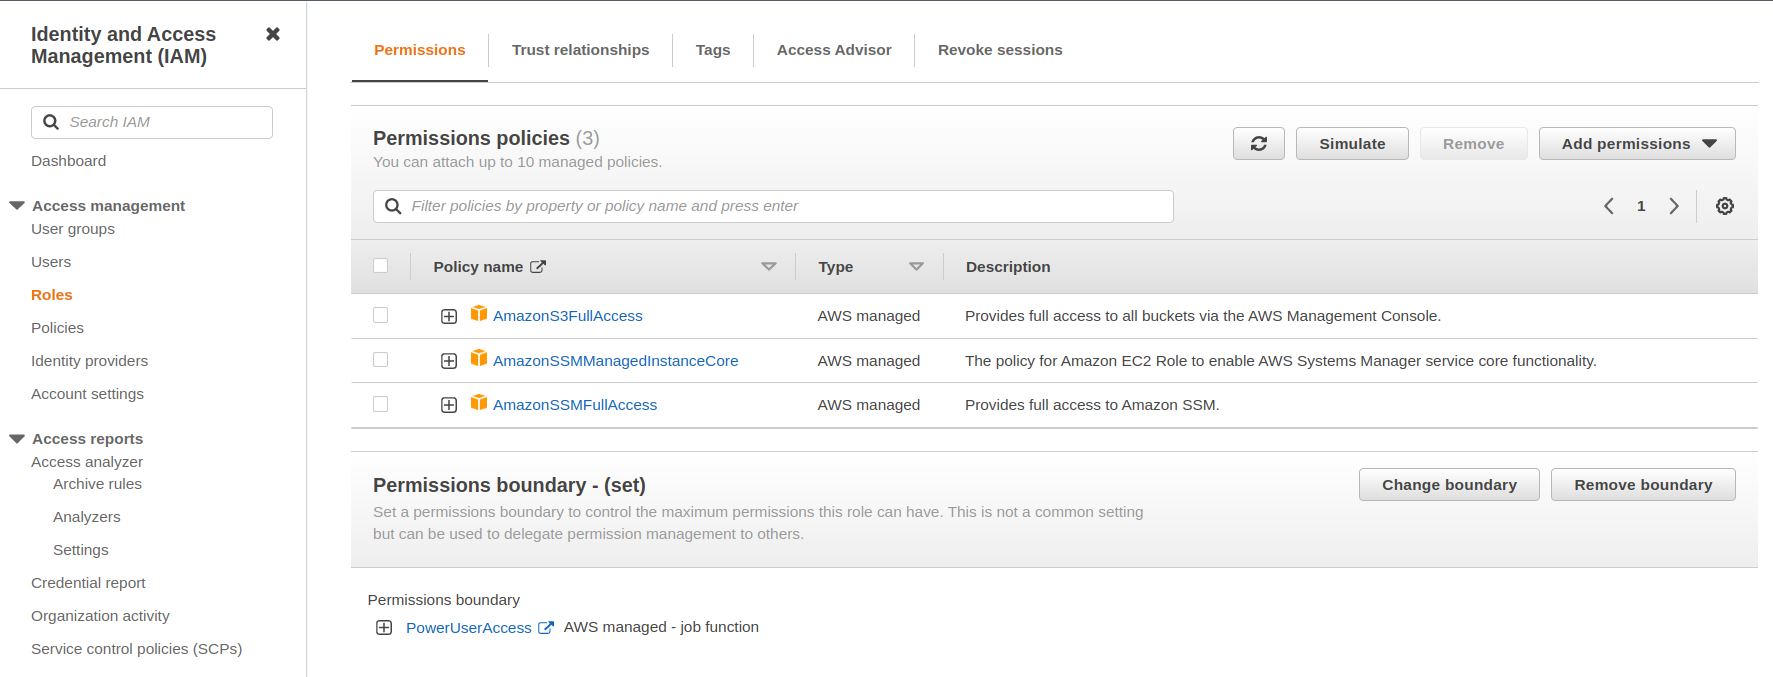 Identity and Access
Management (IAM)
Search IAM
Dashboard
Access management
User groups
Users
Roles
Policies
Identity providers
Account settings
Access reports
Access analyzer
Archive rules
Analyzers
Settings
Credential report
Organization activity
Service control policies (SCPs)
Permissions Trust relationships Tags Access Advisor Revoke sessions
Permissions policies (3)
You can attach up to 10 managed policies.
Simulate Remove Add permissions
Filter policies by property or policy name and press enter
1
Policy name Type Description
AmazonS3FullAccess AWS managed Provides full access to all buckets via the AWS Management Console.
AmazonSSMManagedInstanceCore AWS managed The policy for Amazon EC2 Role to enable AWS Systems Manager service core functionality.
AmazonSSMFullAccess AWS managed Provides full access to Amazon SSM.
Permissions boundary - (set)
Set a permissions boundary to control the maximum permissions this role can have. This is not a common setting
but can be used to delegate permission management to others.
Change boundary Remove boundary
Permissions boundary
PowerUserAccess AWS managed - job function